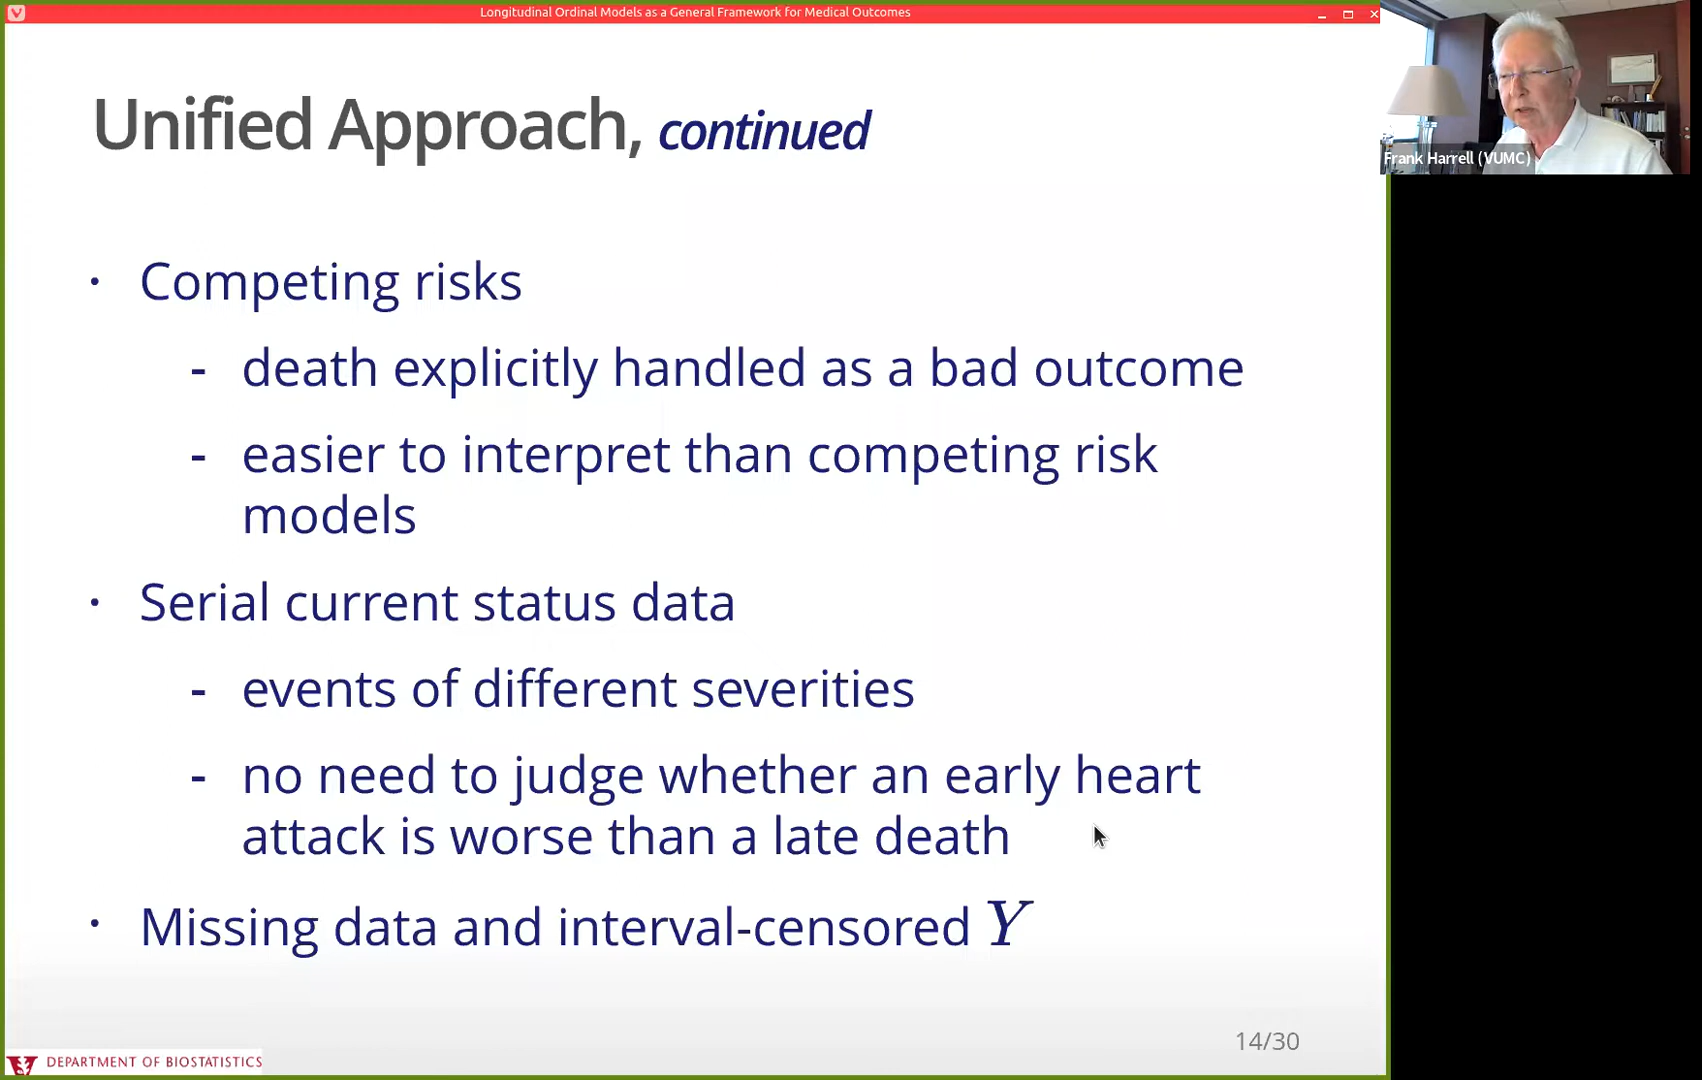 Longitudinal Ordinal Models as a General Framework for Medical Outcomes
Unified Approach, continued
Frank Harrell (VUMC)
· Competing risks
- death explicitly handled as a bad outcome
- easier to interpret than competing risk
models
· Serial current status data
- events of different severities
- no need to judge whether an early heart
attack is worse than a late death
· Missing data and interval-censored Y
14/30
DEPARTMENT OF BIOSTATISTICS